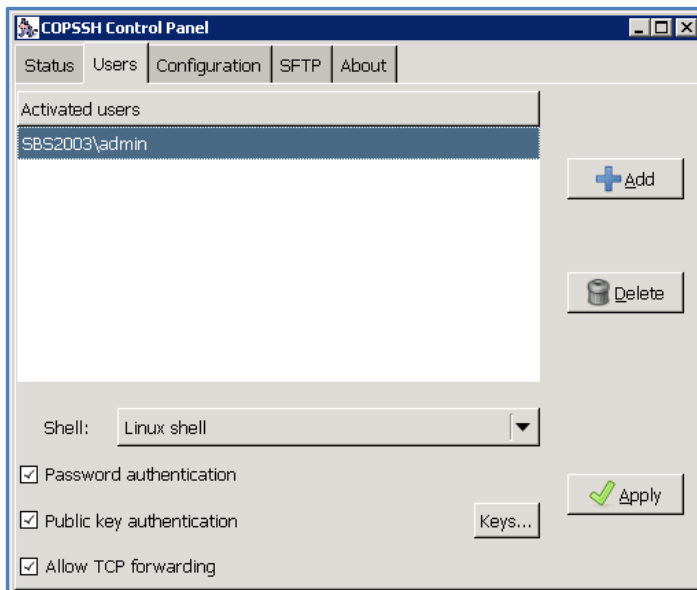 COPSSH Control Panel
Status Users Configuration SFTP About
Activated users
SBS2003\admin
Add
Delete
Shell: Linux shell
Password authentication
Apply
Public key authentication Keys...
Allow TCP forwarding